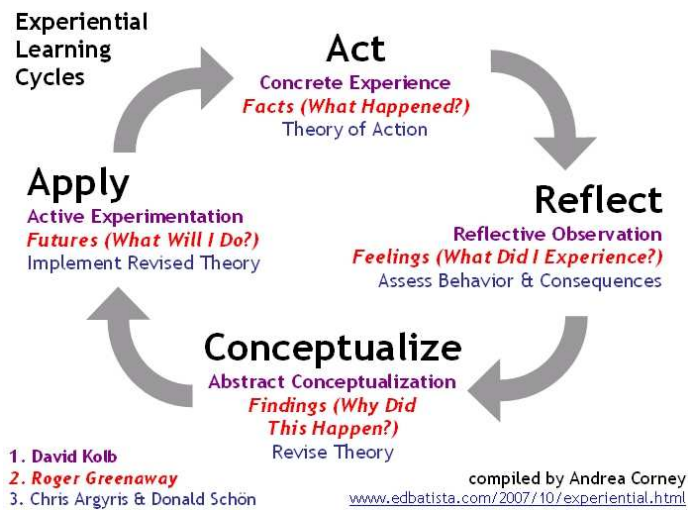 Experiential
Learning
Cycles
Act
Concrete Experience
Facts (What Happened?)
Theory of Action
Reflect
Reflective Observation
Feelings (What Did I Experience?)
Assess Behavior & Consequences
Conceptualize
Abstract Conceptualization
Findings (Why Did
This Happen?)
Revise Theory
Apply
Active Experimentation
Futures (What Will I Do?)
Implement Revised Theory
1. David Kolb
2. Roger Greenaway
3. Chris Argyris & Donald Schön
compiled by Andrea Corney
www.edbatista.com/2007/10/experiential.html